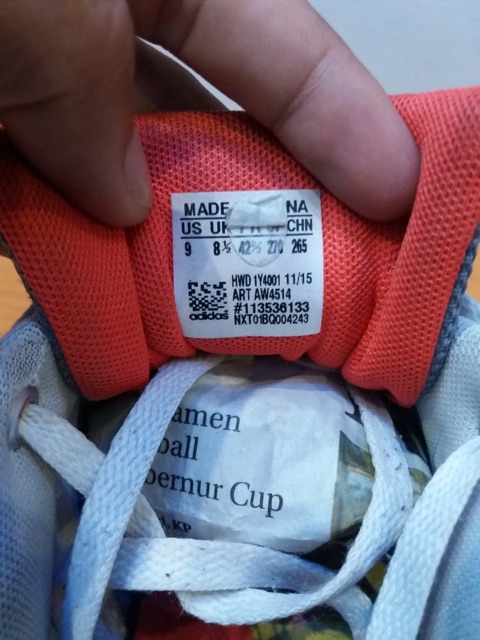 MADE NA
US UK FR JP CHN
9 8½ 42⅔ 270 265
HWD 1Y4001 11/15
ART AW4514
#113536133
adidas NXT01BQ004243
amen
ball
bernur Cup
KP